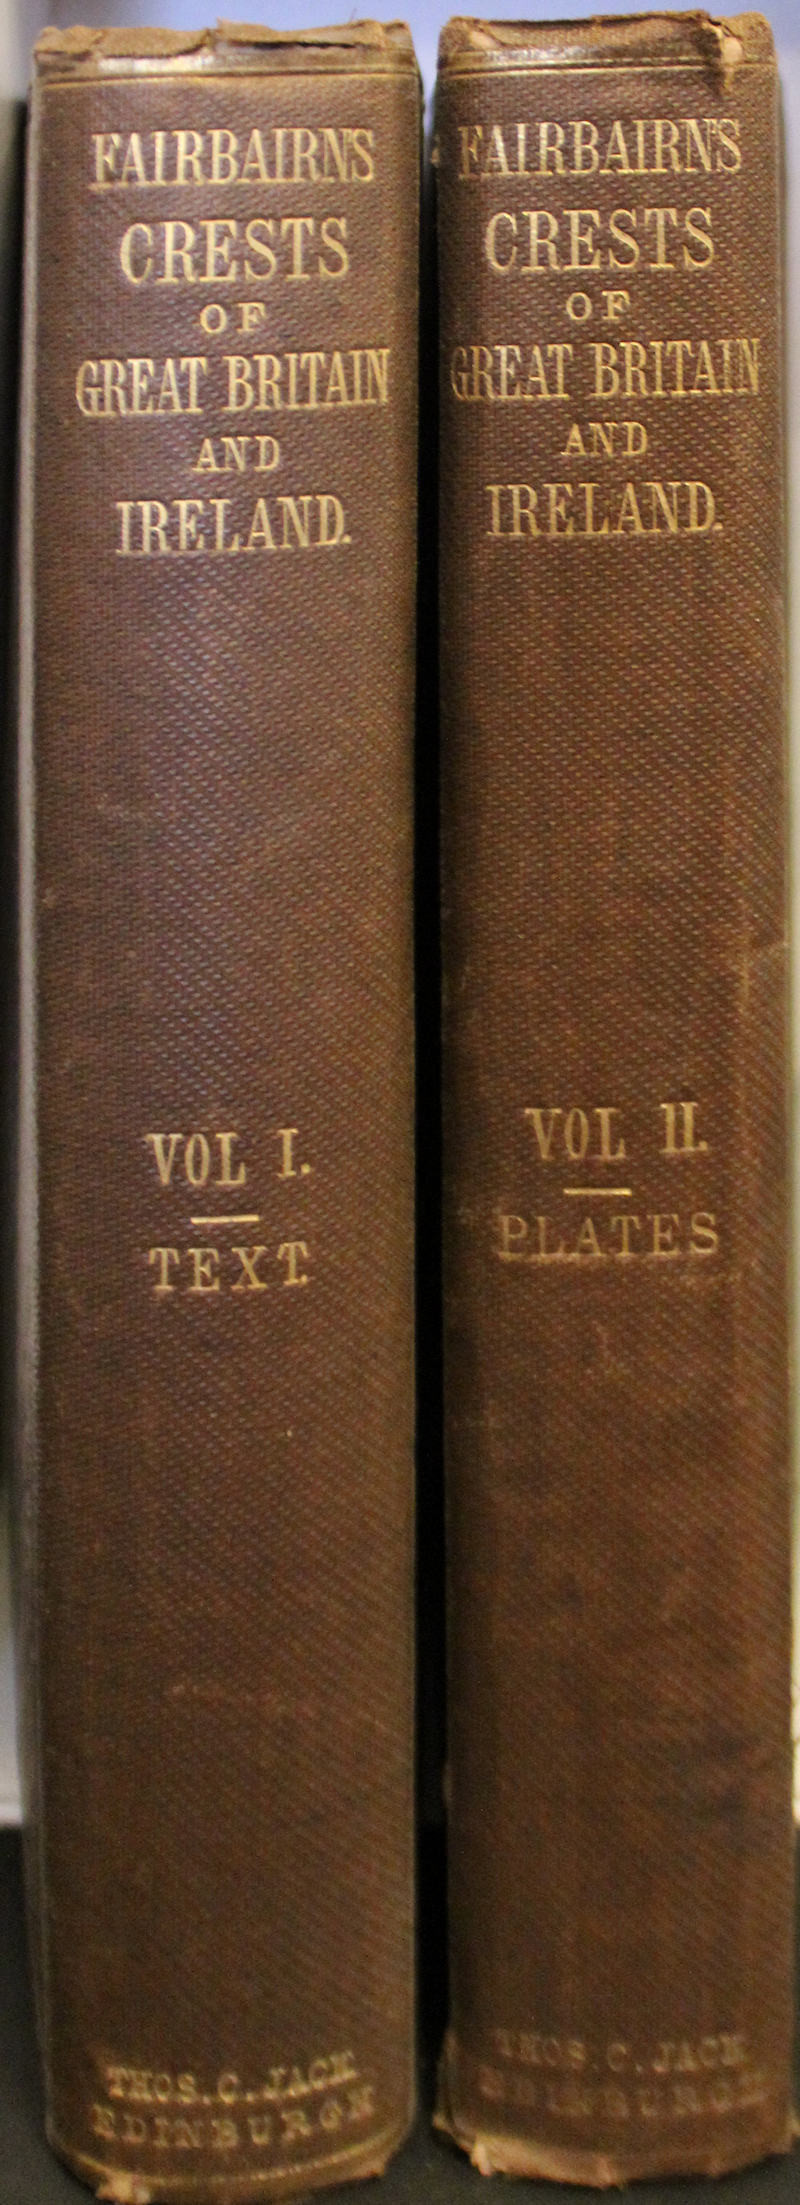 FAIRBAIRN'S
CRESTS
OF
GREAT BRITAIN
AND
IRELAND.
VOL I.
TEXT.
THOS. C. JACK
EDINBURGH
FAIRBAIRN'S
CRESTS
OF
GREAT BRITAIN
AND
IRELAND.
VOL II.
PLATES
THOS. C. JACK
EDINBURGH